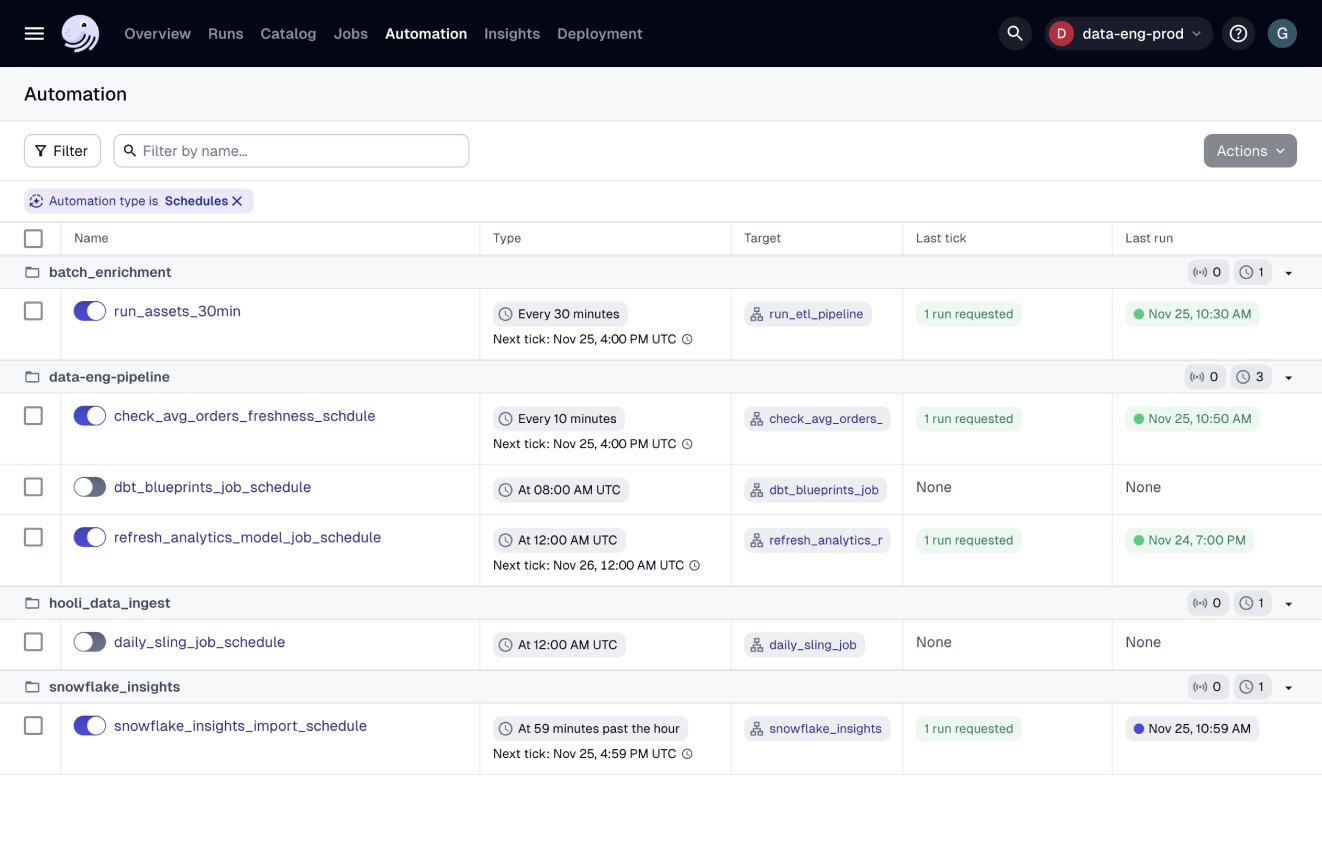 Overview Runs Catalog Jobs Automation Insights Deployment D data-eng-prod G
Automation
Filter Filter by name... Actions
Automation type is Schedules
Name Type Target Last tick Last run
batch_enrichment 0 1
run_assets_30min Every 30 minutes run_etl_pipeline 1 run requested Nov 25, 10:30 AM
Next tick: Nov 25, 4:00 PM UTC
data-eng-pipeline 0 3
check_avg_orders_freshness_schdule Every 10 minutes check_avg_orders_ 1 run requested Nov 25, 10:50 AM
Next tick: Nov 25, 4:00 PM UTC
dbt_blueprints_job_schedule At 08:00 AM UTC dbt_blueprints_job None None
refresh_analytics_model_job_schedule At 12:00 AM UTC refresh_analytics_r 1 run requested Nov 24, 7:00 PM
Next tick: Nov 26, 12:00 AM UTC
hooli_data_ingest 0 1
daily_sling_job_schedule At 12:00 AM UTC daily_sling_job None None
snowflake_insights 0 1
snowflake_insights_import_schedule At 59 minutes past the hour snowflake_insights 1 run requested Nov 25, 10:59 AM
Next tick: Nov 25, 4:59 PM UTC